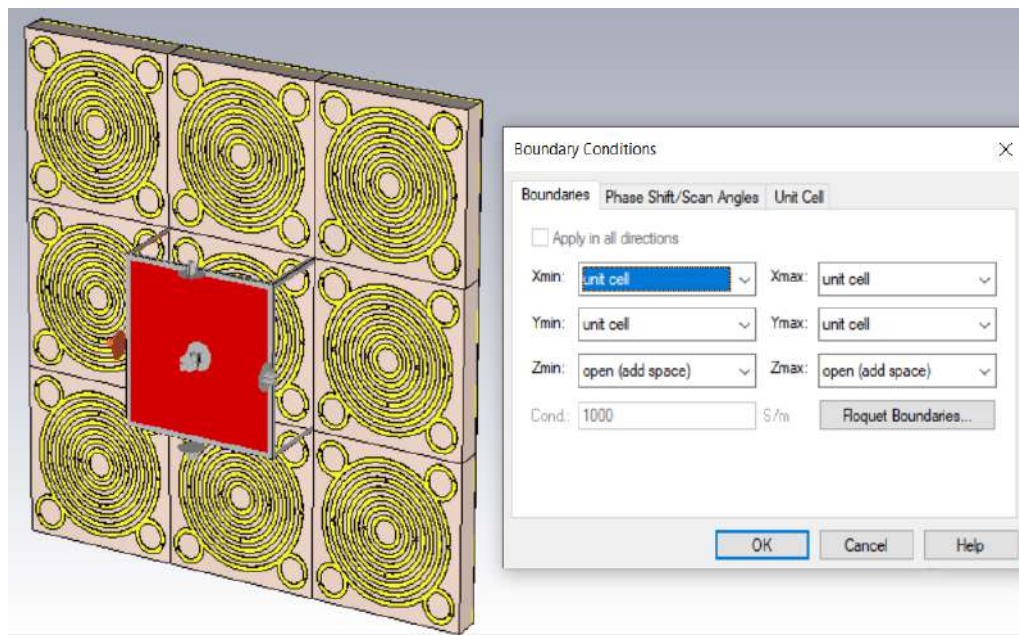 Boundary Conditions
Boundaries Phase Shift/Scan Angles Unit Cell
Apply in all directions
Xmin: unit cell Xmax: unit cell
Ymin: unit cell Ymax: unit cell
Zmin: open (add space) Zmax: open (add space)
Cond.: 1000 S/m Floquet Boundaries...
OK Cancel Help